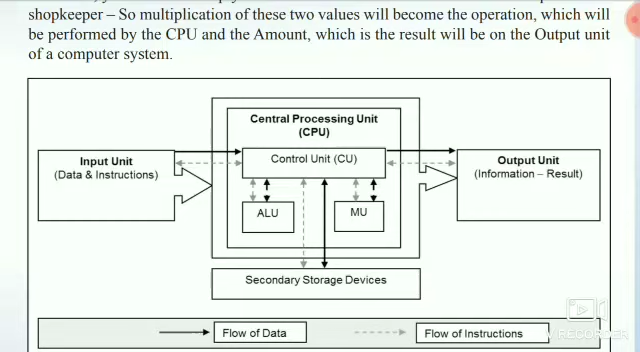 shopkeeper – So multiplication of these two values will become the operation, which will
be performed by the CPU and the Amount, which is the result will be on the Output unit
of a computer system.
Central Processing Unit
(CPU)
Input Unit
(Data & Instructions)
Control Unit (CU)
Output Unit
(Information – Result)
ALU
MU
Secondary Storage Devices
Flow of Data
Flow of Instructions
RECORDER